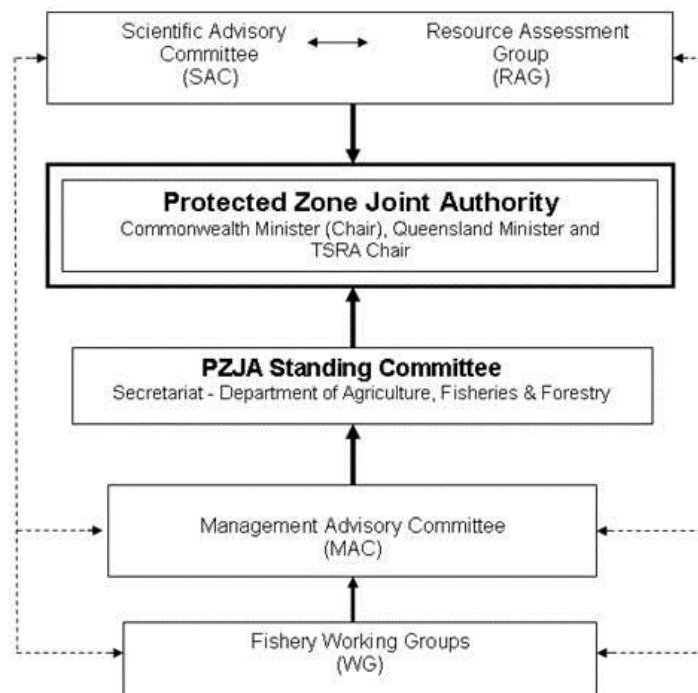 Scientific Advisory
Committee
(SAC)
Resource Assessment
Group
(RAG)
Protected Zone Joint Authority
Commonwealth Minister (Chair), Queensland Minister and
TSRA Chair
PZJA Standing Committee
Secretariat - Department of Agriculture, Fisheries & Forestry
Management Advisory Committee
(MAC)
Fishery Working Groups
(WG)